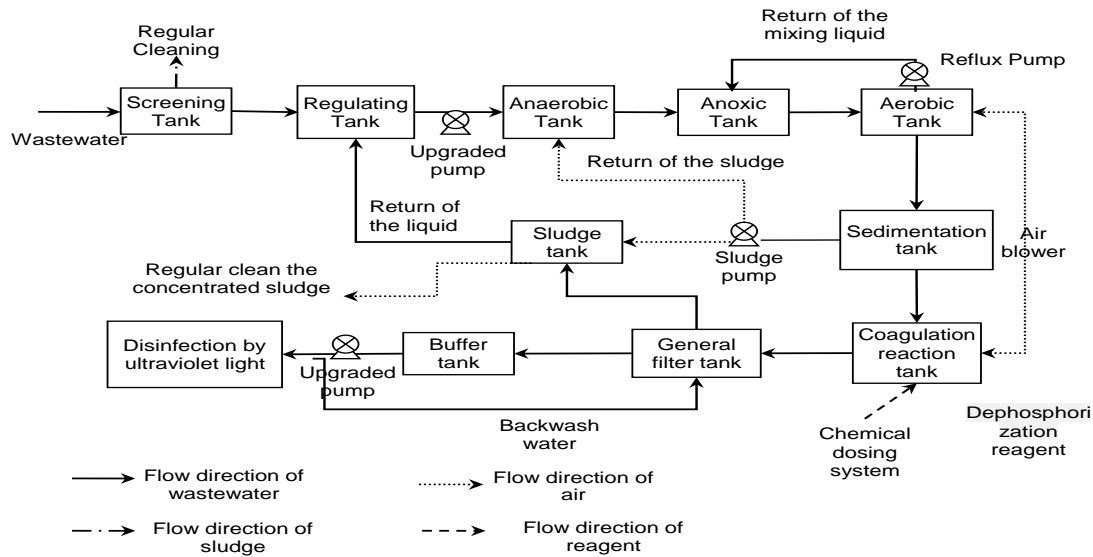 Regular
Cleaning
Return of the
mixing liquid
Reflux Pump
Screening
Tank
Regulating
Tank
Anaerobic
Tank
Anoxic
Tank
Aerobic
Tank
Wastewater
Upgraded
pump
Return of the sludge
Return of
the liquid
Sludge
tank
Sludge
pump
Sedimentation
tank
Air
blower
Regular clean the
concentrated sludge
Disinfection by
ultraviolet light
Upgraded
pump
Buffer
tank
General
filter tank
Coagulation
reaction
tank
Backwash
water
Chemical
dosing
system
Dephosphori
zation
reagent
Flow direction of
wastewater
Flow direction of
air
Flow direction of
sludge
Flow direction of
reagent